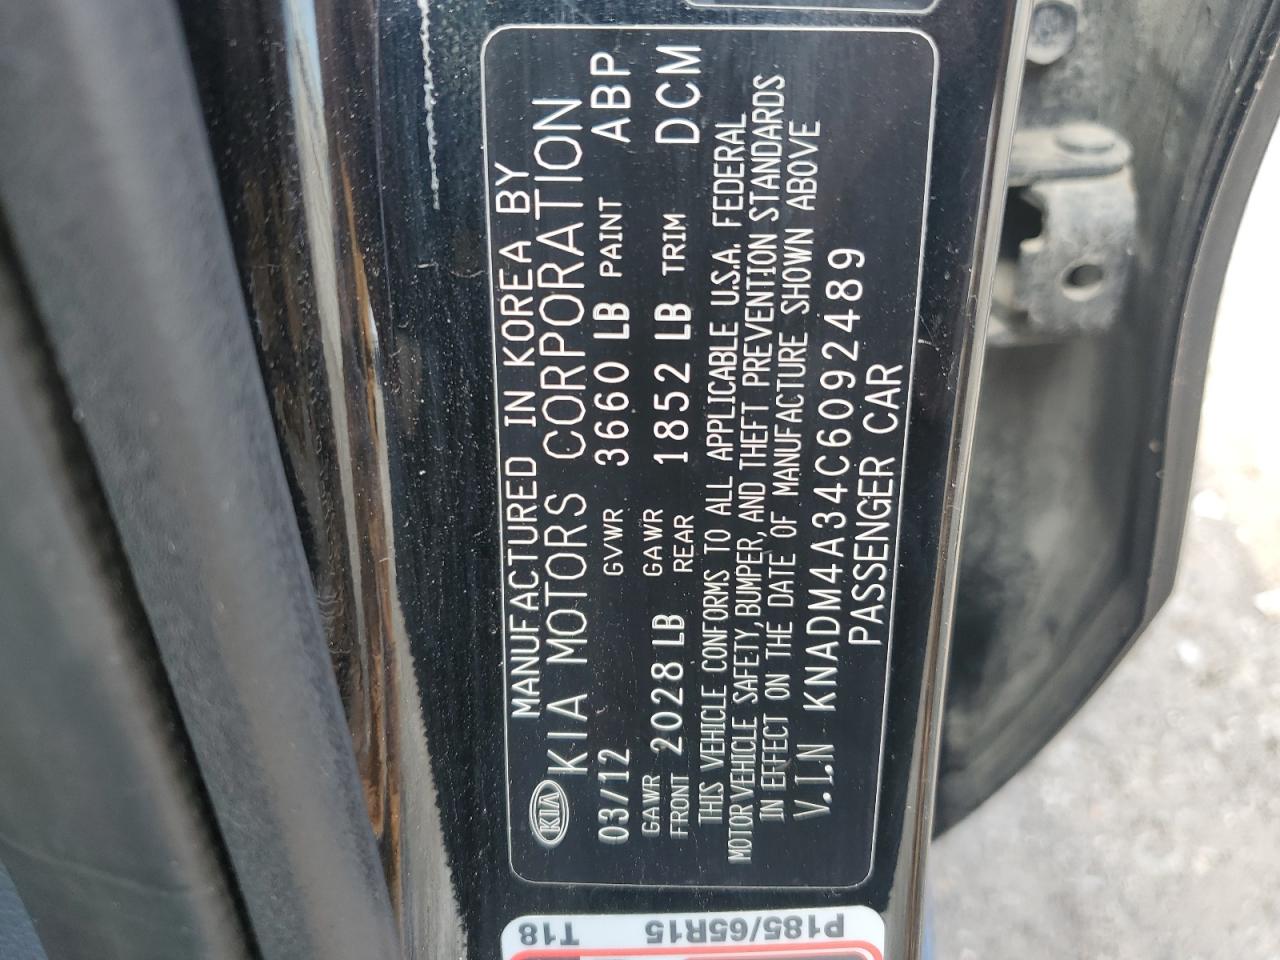 KIA
MANUFACTURED IN KOREA BY
KIA MOTORS CORPORATION
03/12 GVWR 3660 LB PAINT ABP
GAWR FRONT 2028 LB GAWR REAR 1852 LB TRIM DCM
THIS VEHICLE CONFORMS TO ALL APPLICABLE U.S.A. FEDERAL
MOTOR VEHICLE SAFETY, BUMPER, AND THEFT PREVENTION STANDARDS
IN EFFECT ON THE DATE OF MANUFACTURE SHOWN ABOVE
V.I.N KNADM4A34C6092489
PASSENGER CAR
P185/65R15
T18